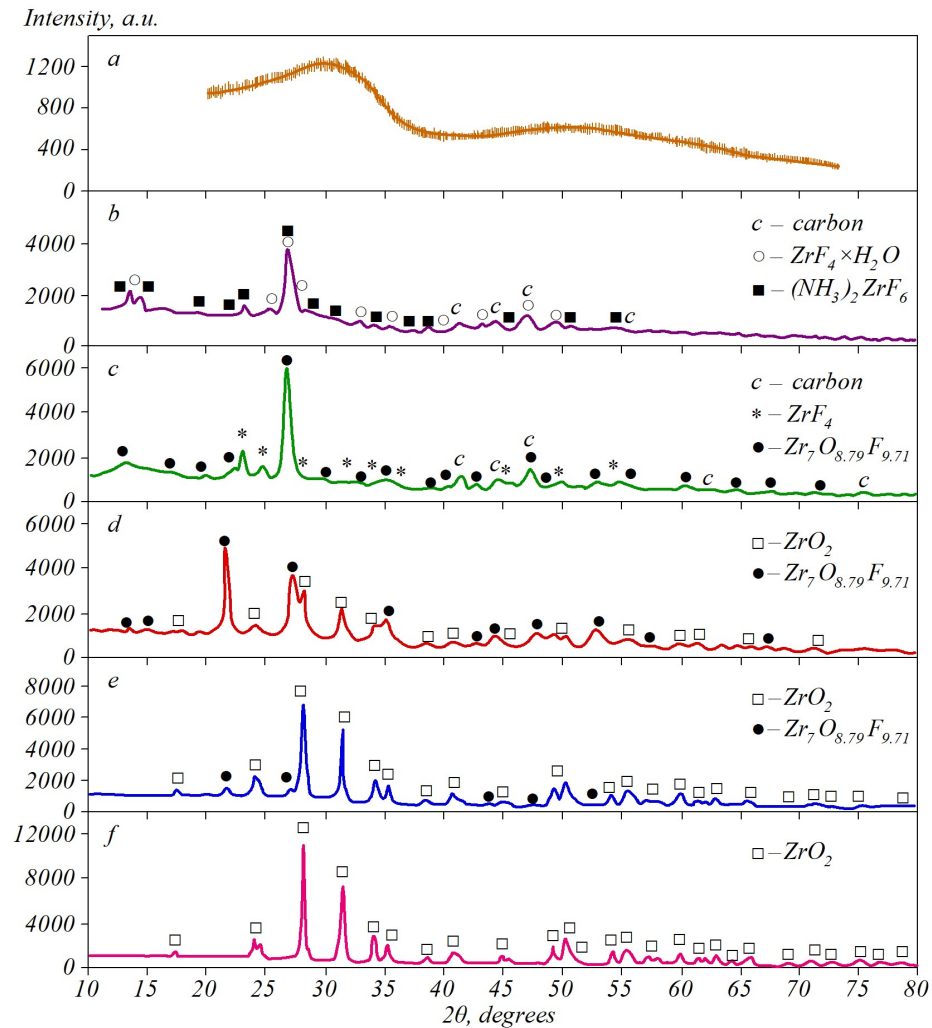 Intensity, a.u.
a
1200
800
400
0
b
4000
2000
0
c – carbon
○ – ZrF₄×H₂O
■ – (NH₃)₂ZrF₆
c c c c
c
6000
4000
2000
0
c – carbon
* – ZrF₄
● – Zr₇O₈.₇₉F₉.₇₁
c c c c c
d
6000
4000
2000
0
□ – ZrO₂
● – Zr₇O₈.₇₉F₉.₇₁
e
8000
6000
4000
2000
0
□ – ZrO₂
● – Zr₇O₈.₇₉F₉.₇₁
f
12000
8000
4000
0
□ – ZrO₂
10 15 20 25 30 35 40 45 50 55 60 65 70 75 80
2θ, degrees